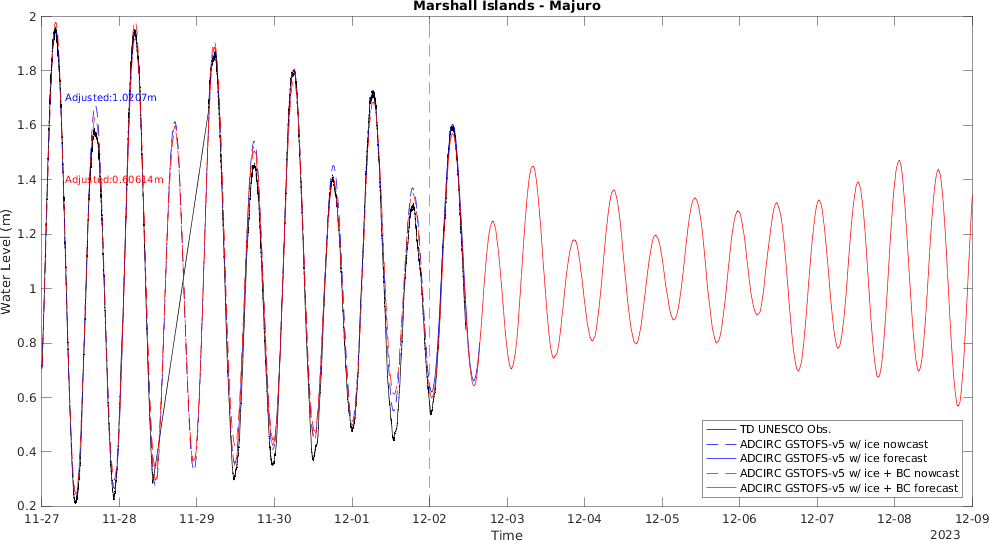 Marshall Islands - Majuro
2
1.8
1.6
1.4
1.2
1
0.8
0.6
0.4
0.2
Water Level (m)
Adjusted:1.0207m
Adjusted:0.60614m
TD UNESCO Obs.
ADCIRC GSTOFS-v5 w/ ice nowcast
ADCIRC GSTOFS-v5 w/ ice forecast
ADCIRC GSTOFS-v5 w/ ice + BC nowcast
ADCIRC GSTOFS-v5 w/ ice + BC forecast
11-27 11-28 11-29 11-30 12-01 12-02 12-03 12-04 12-05 12-06 12-07 12-08 12-09
Time
2023